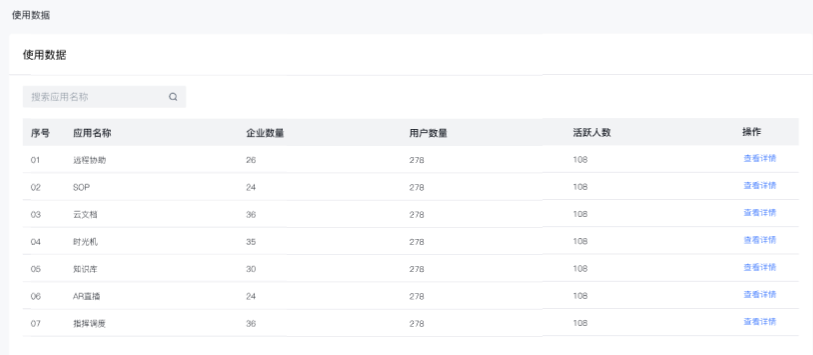 使用数据
使用数据
搜索应用名称
序号 应用名称 企业数量 用户数量 活跃人数 操作
01 远程协助 26 278 108 查看详情
02 SOP 24 278 108 查看详情
03 云文档 36 278 108 查看详情
04 时光机 35 278 108 查看详情
05 知识库 30 278 108 查看详情
06 AR直播 24 278 108 查看详情
07 指挥调度 36 278 108 查看详情